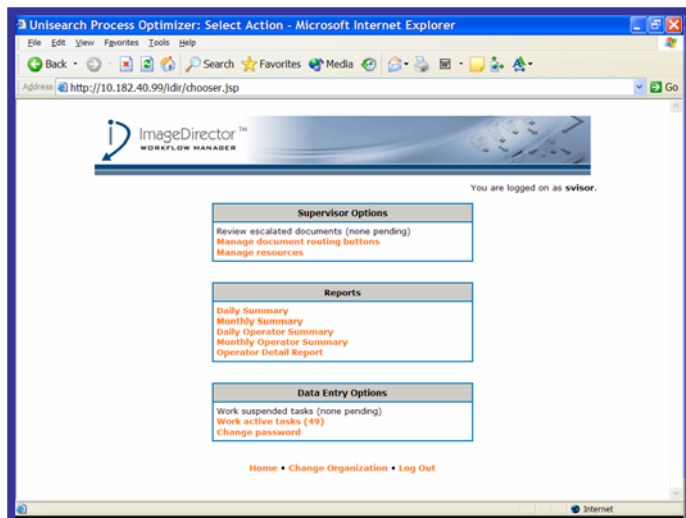 Unisearch Process Optimizer: Select Action - Microsoft Internet Explorer
File Edit View Favorites Tools Help
Back Search Favorites Media
Address http://10.182.40.99/idir/chooser.jsp Go
ImageDirector ™
WORKFLOW MANAGER
You are logged on as svisor.
Supervisor Options
Review escalated documents (none pending)
Manage document routing buttons
Manage resources
Reports
Daily Summary
Monthly Summary
Daily Operator Summary
Monthly Operator Summary
Operator Detail Report
Data Entry Options
Work suspended tasks (none pending)
Work active tasks (49)
Change password
Home • Change Organization • Log Out
Internet